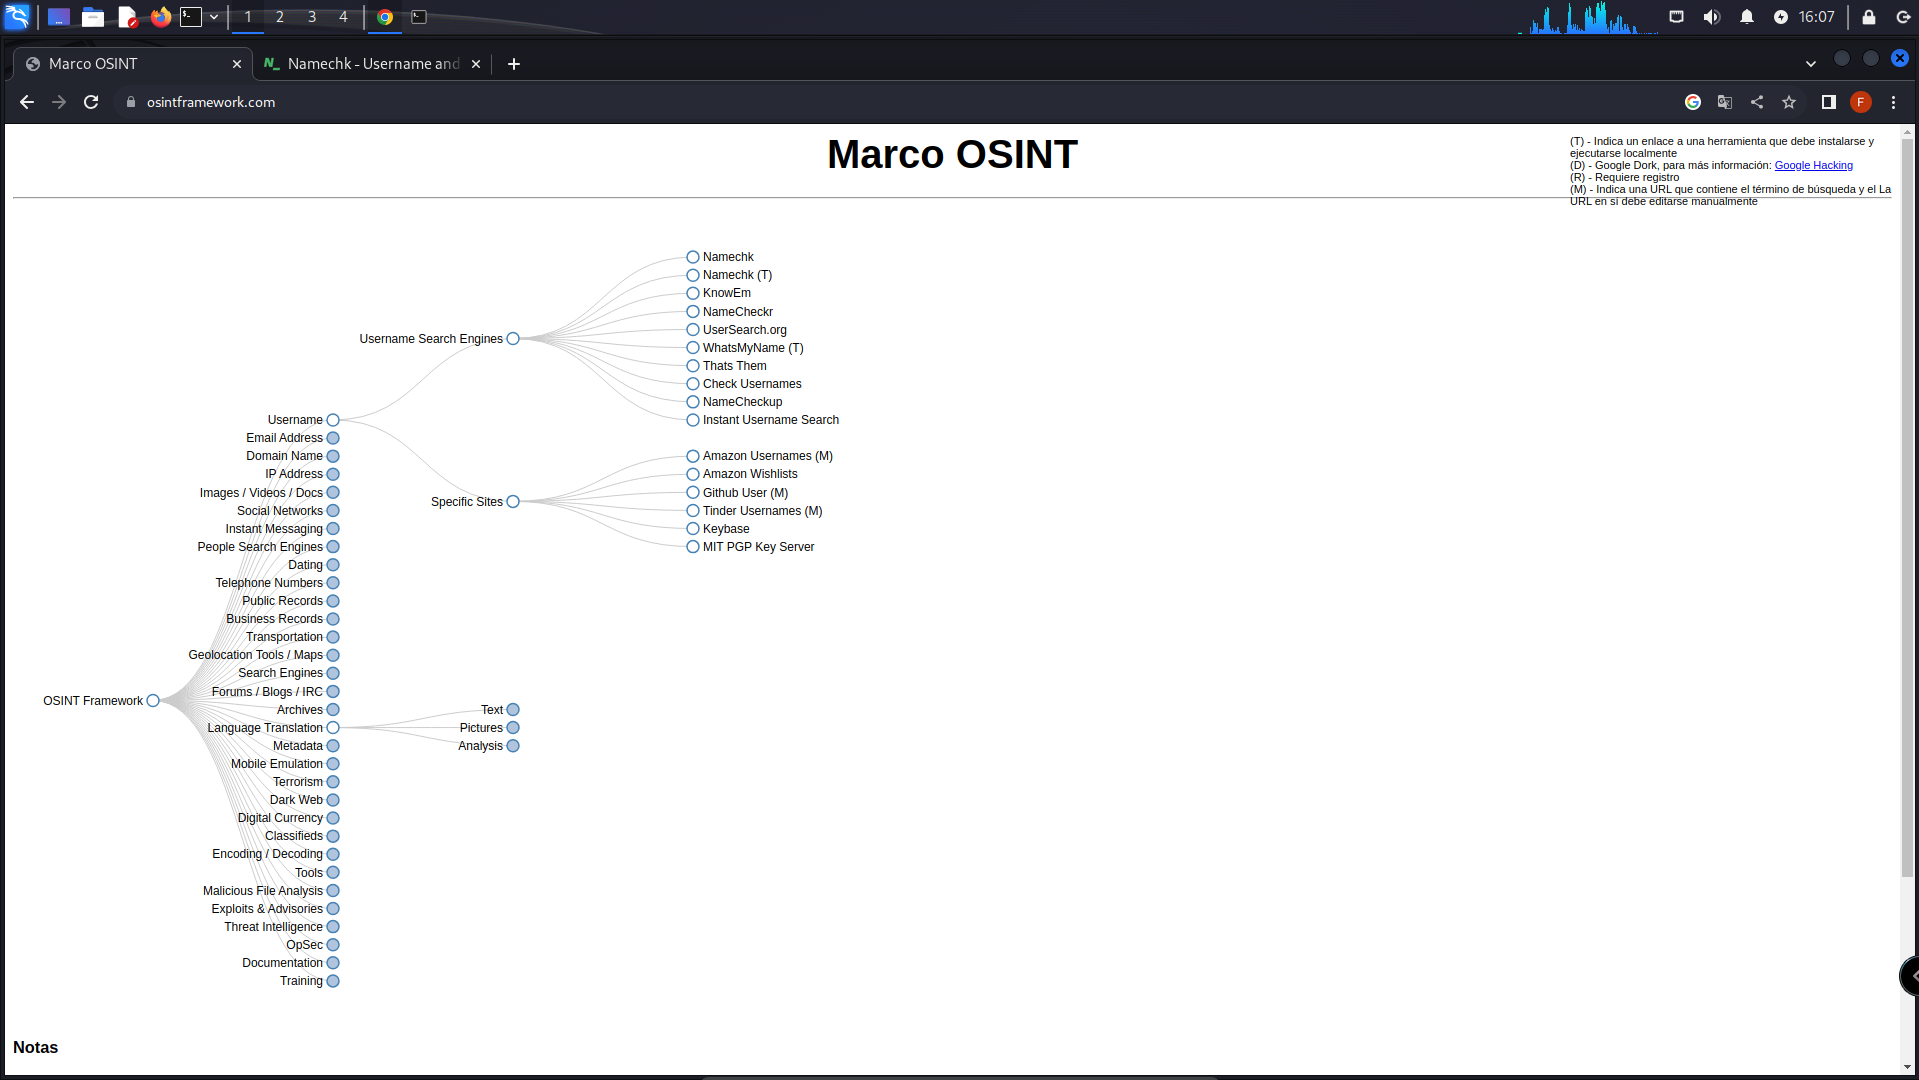 1 2 3 4
16:07
Marco OSINT
Namechk - Username and
osintframework.com
F
Marco OSINT
(T) - Indica un enlace a una herramienta que debe instalarse y
ejecutarse localmente
(D) - Google Dork, para más información: Google Hacking
(R) - Requiere registro
(M) - Indica una URL que contiene el término de búsqueda y el La
URL en sí debe editarse manualmente
Namechk
Namechk (T)
KnowEm
NameCheckr
UserSearch.org
Username Search Engines
WhatsMyName (T)
Thats Them
Check Usernames
NameCheckup
Instant Username Search
Username
Email Address
Domain Name
IP Address
Images / Videos / Docs
Social Networks
Instant Messaging
People Search Engines
Dating
Telephone Numbers
Public Records
Business Records
Transportation
Geolocation Tools / Maps
Search Engines
Forums / Blogs / IRC
Archives
Language Translation
Metadata
Mobile Emulation
Terrorism
Dark Web
Digital Currency
Classifieds
Encoding / Decoding
Tools
Malicious File Analysis
Exploits & Advisories
Threat Intelligence
OpSec
Documentation
Training
Specific Sites
Amazon Usernames (M)
Amazon Wishlists
Github User (M)
Tinder Usernames (M)
Keybase
MIT PGP Key Server
OSINT Framework
Text
Pictures
Analysis
Notas